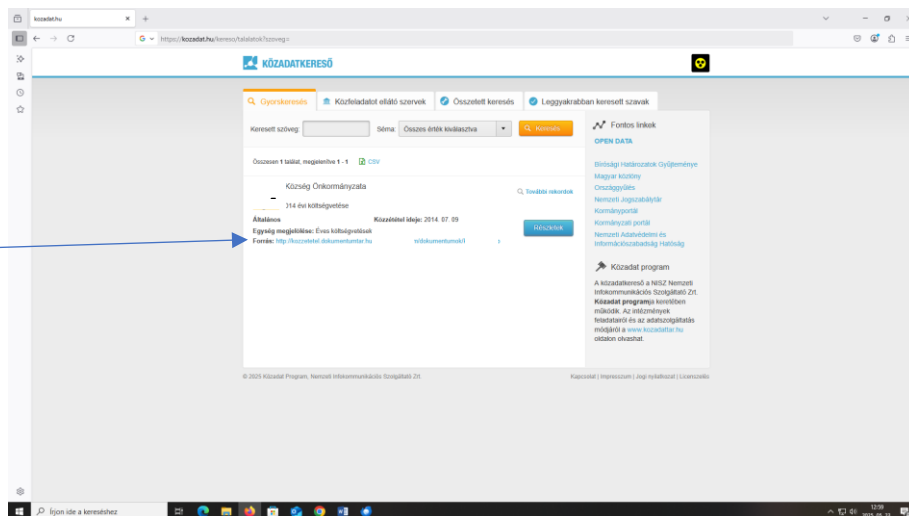 kozadat.hu
https://kozadat.hu/kereso/talalatok?szoveg=
KÖZADATKERESŐ
Gyorskeresés
Közfeladatot ellátó szervek
Összetett keresés
Leggyakrabban keresett szavak
Keresett szöveg:
Séma: Összes érték kiválasztva
Keresés
Összesen 1 találat, megjelenítve 1 - 1
CSV
Község Önkormányzata
További rekordok
014 évi költségvetése
Általános
Közzététel ideje: 2014. 07. 09
Egység megjelölése: Éves költségvetések
Részletek
Forrás: http://kozzetetel.dokumentumtar.hu n/dokumentumok/
Fontos linkek
OPEN DATA
Bírósági Határozatok Gyűjteménye
Magyar közlöny
Országgyűlés
Nemzeti Jogszabálytár
Kormányportál
Kormányzati portál
Nemzeti Adatvédelmi és
Információszabadság Hatóság
Közadat program
A közadatkereső a NISZ Nemzeti
Infokommunikációs Szolgáltató Zrt.
Közadat programja keretében
működik. Az intézmények
feladatairól és az adatszolgáltatás
módjáról a www.kozadattar.hu
oldalon olvashat.
© 2025 Közadat Program, Nemzeti Infokommunikációs Szolgáltató Zrt.
Kapcsolat | Impresszum | Jogi nyilatkozat | Licenszelés
Írjon ide a kereséshez
12:59